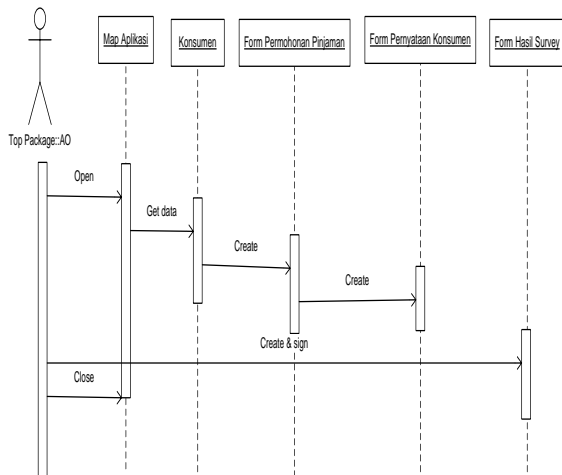 Map Aplikasi
Konsumen
Form Permohonan Pinjaman
Form Pernyataan Konsumen
Form Hasil Survey
Top Package::AO
Open
Get data
Create
Create
Create & sign
Close